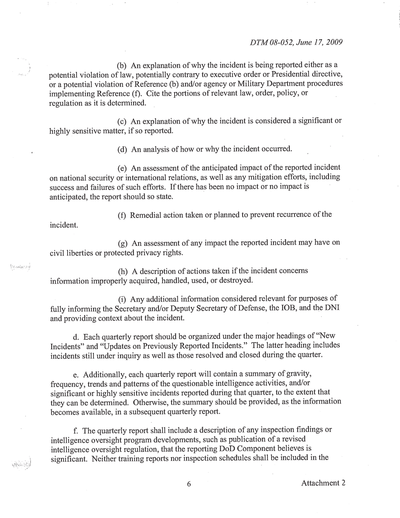 DTM 08-052, June 17, 2009
(b) An explanation of why the incident is being reported either as a
potential violation of law, potentially contrary to executive order or Presidential directive,
or a potential violation of Reference (b) and/or agency or Military Department procedures
implementing Reference (f). Cite the portions of relevant law, order, policy, or
regulation as it is determined.
(c) An explanation of why the incident is considered a significant or
highly sensitive matter, if so reported.
(d) An analysis of how or why the incident occurred.
(e) An assessment of the anticipated impact of the reported incident
on national security or international relations, as well as any mitigation efforts, including
success and failures of such efforts. If there has been no impact or no impact is
anticipated, the report should so state.
(f) Remedial action taken or planned to prevent recurrence of the
incident.
(g) An assessment of any impact the reported incident may have on
civil liberties or protected privacy rights.
(h) A description of actions taken if the incident concerns
information improperly acquired, handled, used, or destroyed.
(i) Any additional information considered relevant for purposes of
fully informing the Secretary and/or Deputy Secretary of Defense, the IOB, and the DNI
and providing context about the incident.
d. Each quarterly report should be organized under the major headings of "New
Incidents" and "Updates on Previously Reported Incidents." The latter heading includes
incidents still under inquiry as well as those resolved and closed during the quarter.
e. Additionally, each quarterly report will contain a summary of gravity,
frequency, trends and patterns of the questionable intelligence activities, and/or
significant or highly sensitive incidents reported during that quarter, to the extent that
they can be determined. Otherwise, the summary should be provided, as the information
becomes available, in a subsequent quarterly report.
f. The quarterly report shall include a description of any inspection findings or
intelligence oversight program developments, such as publication of a revised
intelligence oversight regulation, that the reporting DoD Component believes is
significant. Neither training reports nor inspection schedules shall be included in the
6
Attachment 2